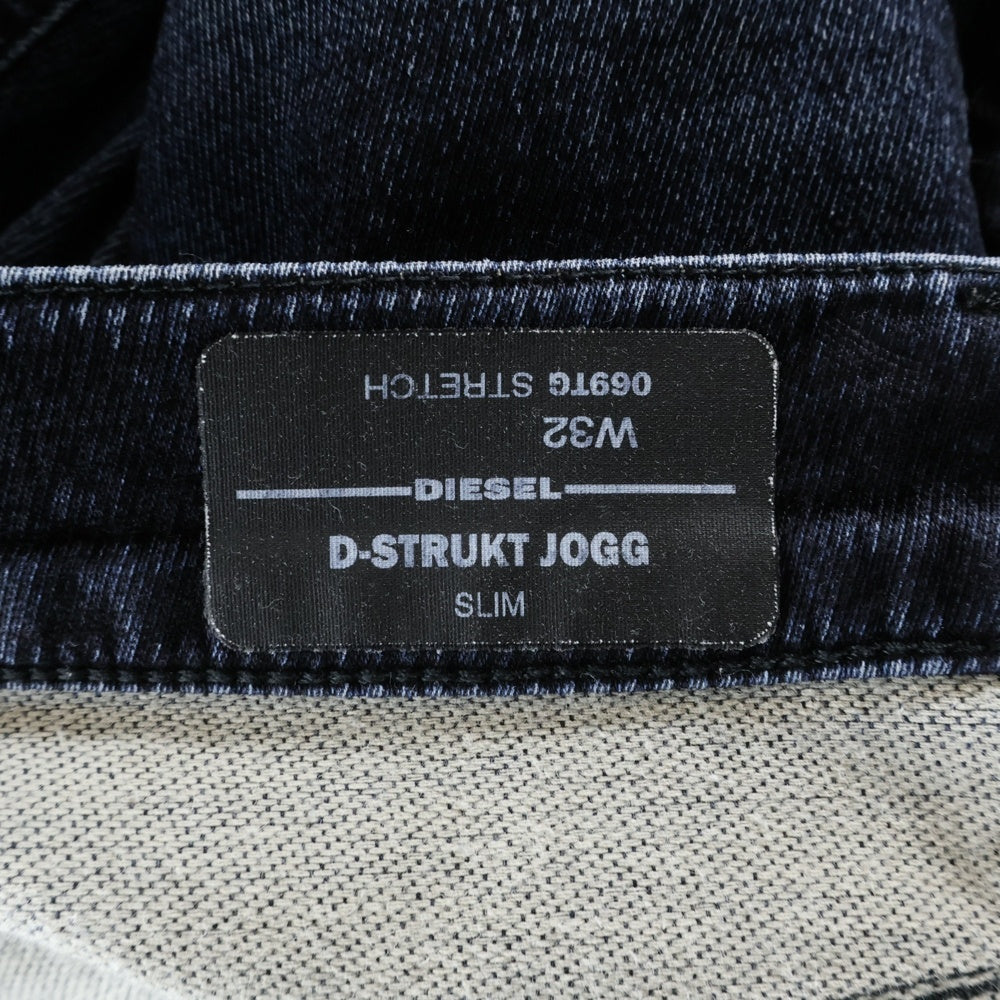 069TG STRETCH
W32
DIESEL
D-STRUKT JOGG
SLIM